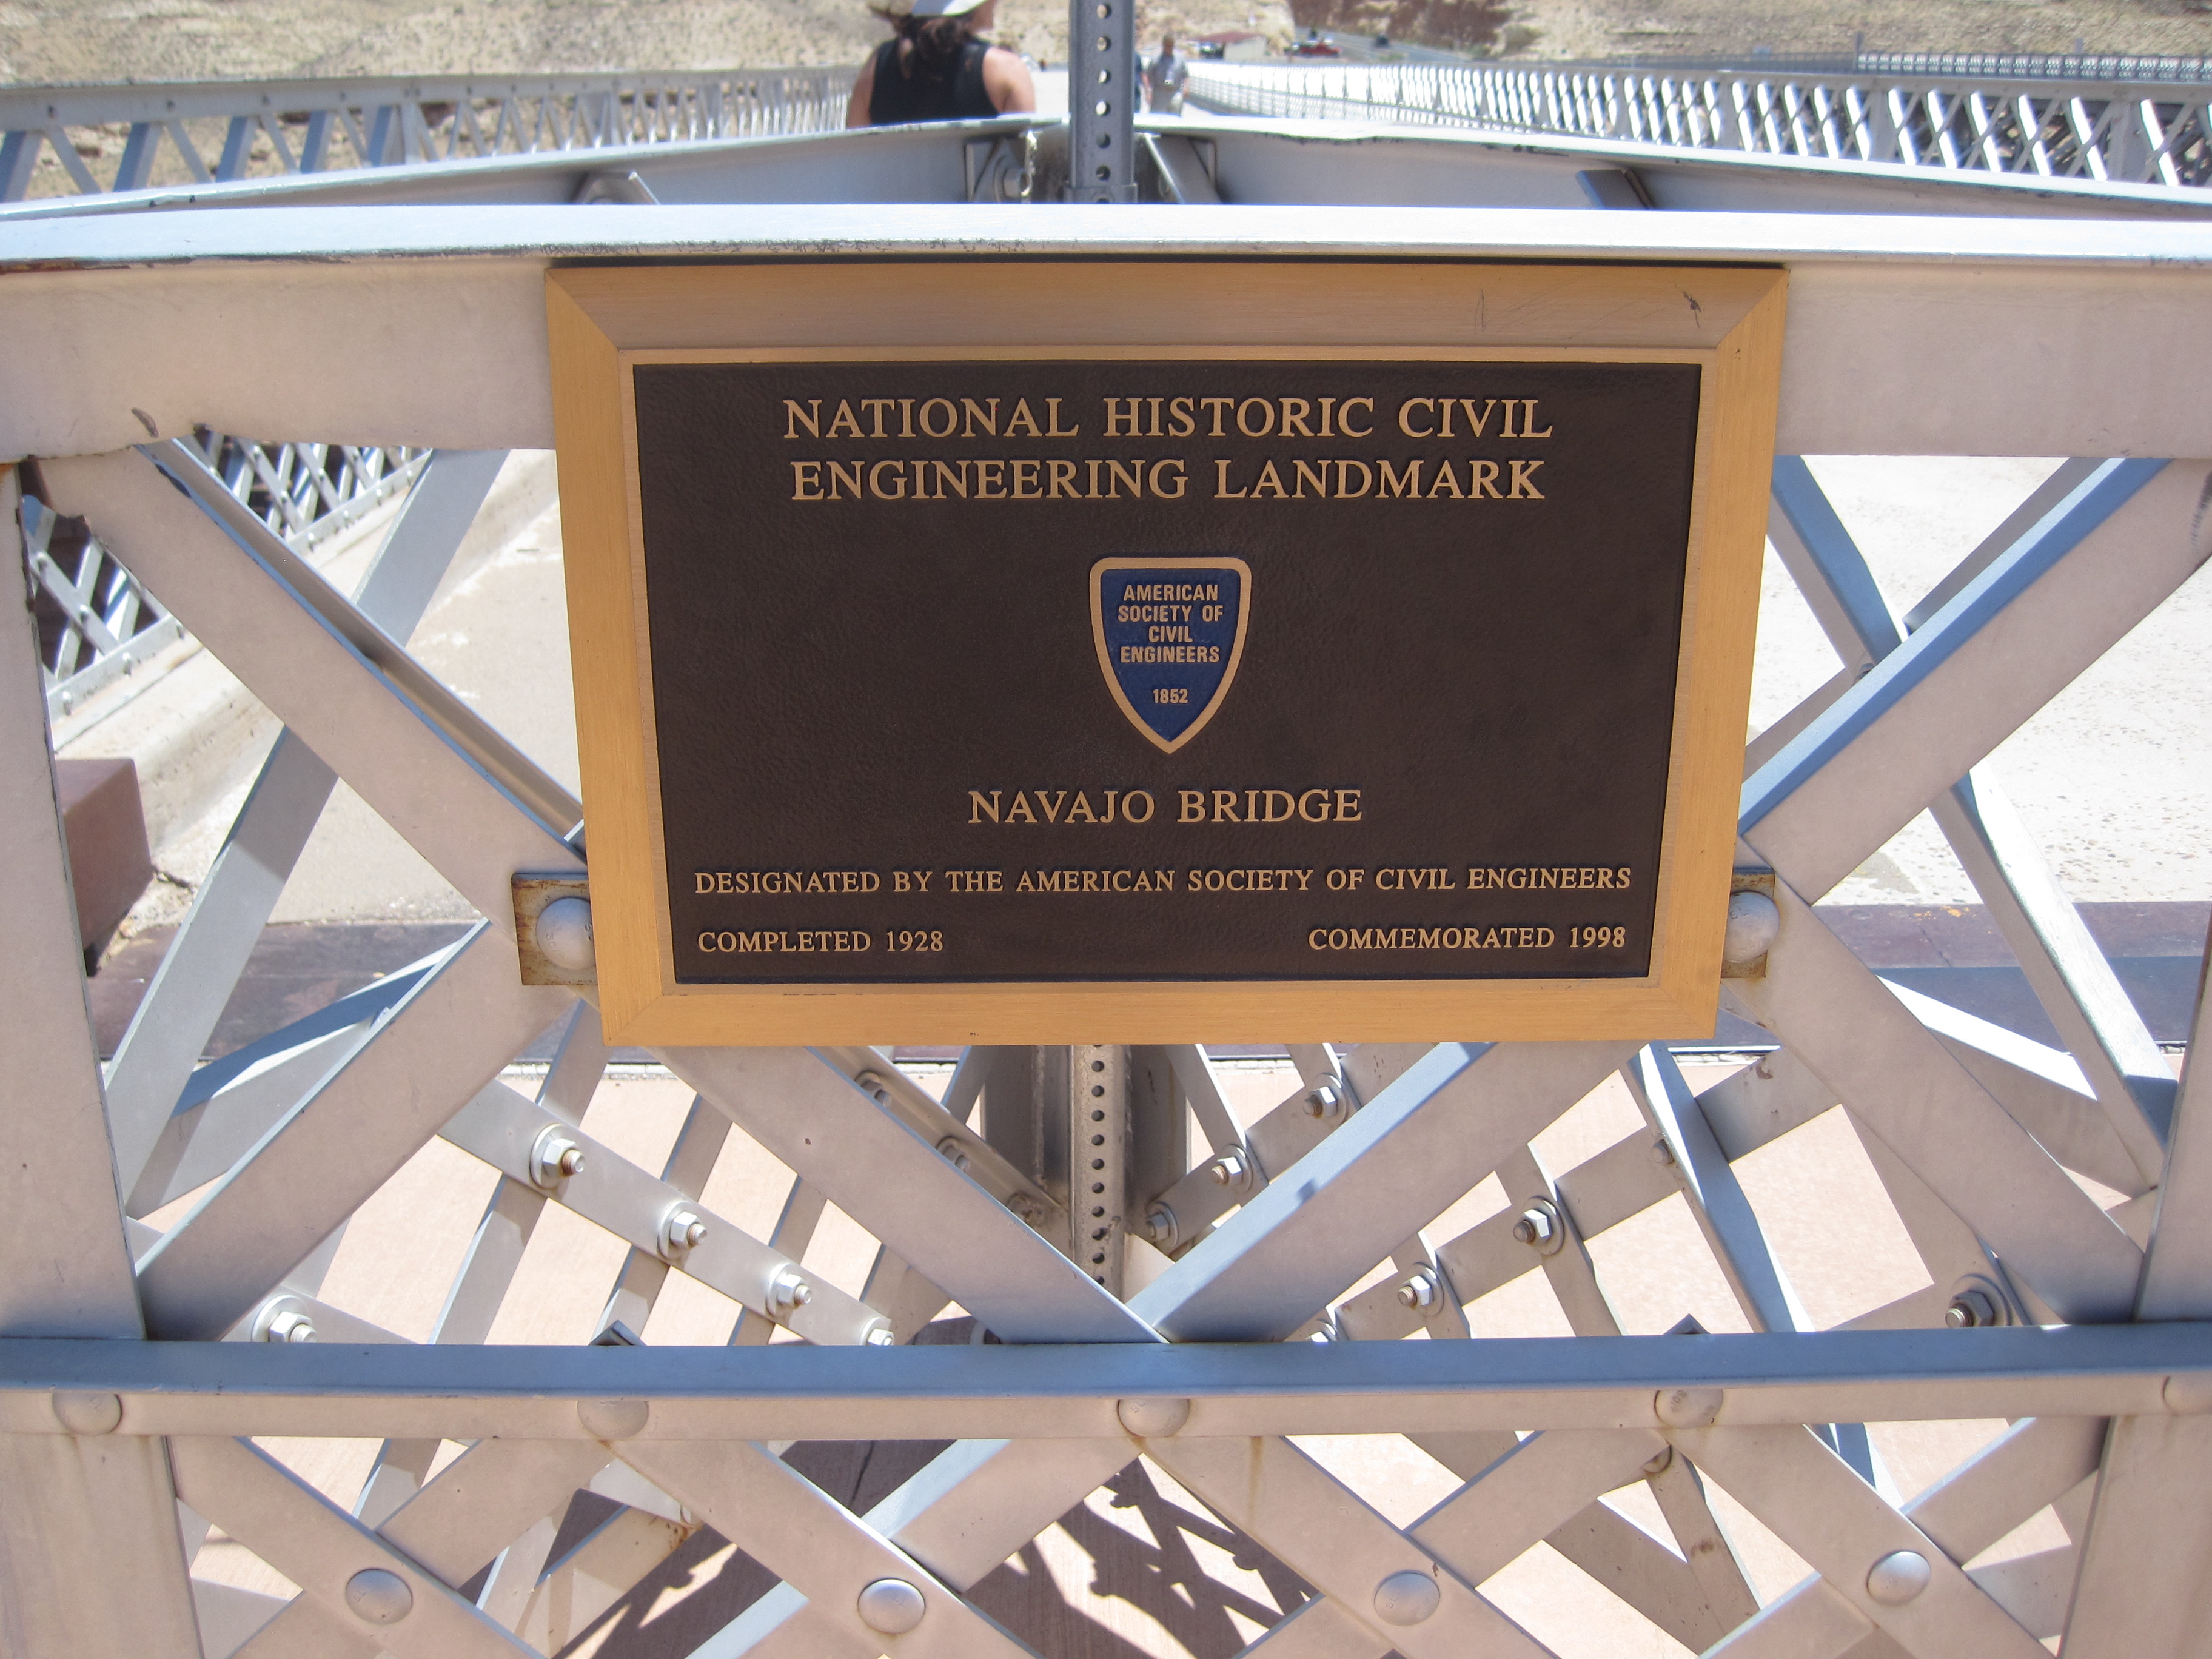 NATIONAL HISTORIC CIVIL
ENGINEERING LANDMARK
AMERICAN
SOCIETY OF
CIVIL
ENGINEERS
1852
NAVAJO BRIDGE
DESIGNATED BY THE AMERICAN SOCIETY OF CIVIL ENGINEERS
COMPLETED 1928 COMMEMORATED 1998